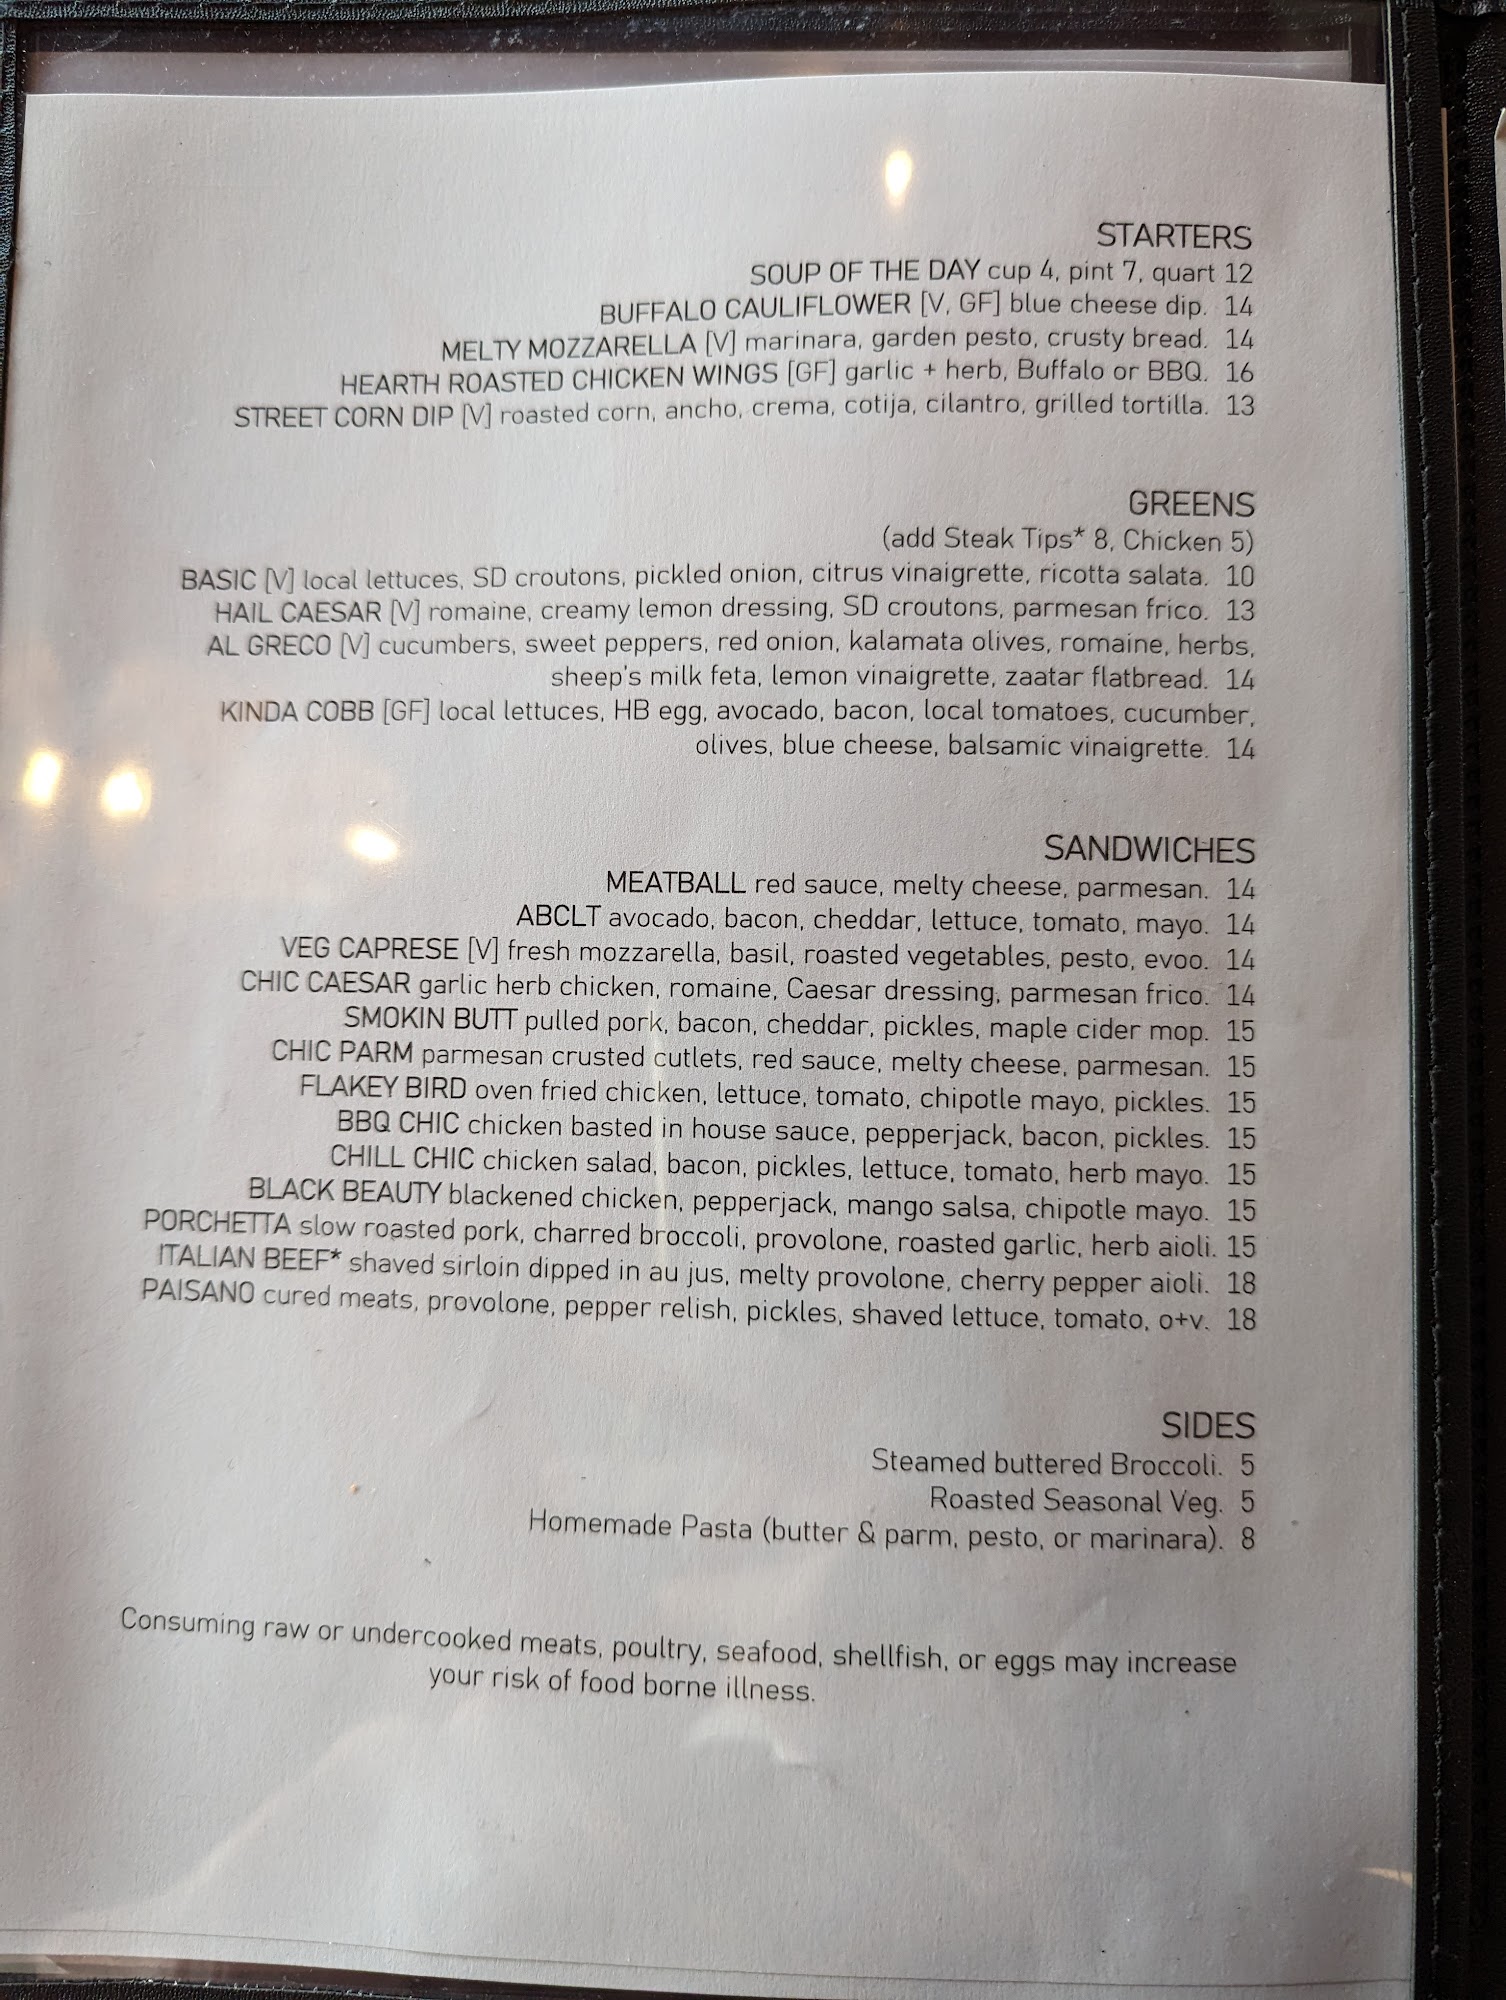 STARTERS
SOUP OF THE DAY cup 4, pint 7, quart 12
BUFFALO CAULIFLOWER [V, GF] blue cheese dip. 14
MELTY MOZZARELLA [V] marinara, garden pesto, crusty bread. 14
HEARTH ROASTED CHICKEN WINGS [GF] garlic + herb, Buffalo or BBQ. 16
STREET CORN DIP [V] roasted corn, ancho, crema, cotija, cilantro, grilled tortilla. 13
GREENS
(add Steak Tips* 8, Chicken 5)
BASIC [V] local lettuces, SD croutons, pickled onion, citrus vinaigrette, ricotta salata. 10
HAIL CAESAR [V] romaine, creamy lemon dressing, SD croutons, parmesan frico. 13
AL GRECO [V] cucumbers, sweet peppers, red onion, kalamata olives, romaine, herbs,
sheep's milk feta, lemon vinaigrette, zaatar flatbread. 14
KINDA COBB [GF] local lettuces, HB egg, avocado, bacon, local tomatoes, cucumber,
olives, blue cheese, balsamic vinaigrette. 14
SANDWICHES
MEATBALL red sauce, melty cheese, parmesan. 14
ABCLT avocado, bacon, cheddar, lettuce, tomato, mayo. 14
VEG CAPRESE [V] fresh mozzarella, basil, roasted vegetables, pesto, evoo. 14
CHIC CAESAR garlic herb chicken, romaine, Caesar dressing, parmesan frico. 14
SMOKIN BUTT pulled pork, bacon, cheddar, pickles, maple cider mop. 15
CHIC PARM parmesan crusted cutlets, red sauce, melty cheese, parmesan. 15
FLAKEY BIRD oven fried chicken, lettuce, tomato, chipotle mayo, pickles. 15
BBQ CHIC chicken basted in house sauce, pepperjack, bacon, pickles. 15
CHILL CHIC chicken salad, bacon, pickles, lettuce, tomato, herb mayo. 15
BLACK BEAUTY blackened chicken, pepperjack, mango salsa, chipotle mayo. 15
PORCHETTA slow roasted pork, charred broccoli, provolone, roasted garlic, herb aioli. 15
ITALIAN BEEF* shaved sirloin dipped in au jus, melty provolone, cherry pepper aioli. 18
PAISANO cured meats, provolone, pepper relish, pickles, shaved lettuce, tomato, o+v. 18
SIDES
Steamed buttered Broccoli. 5
Roasted Seasonal Veg. 5
Homemade Pasta (butter & parm, pesto, or marinara). 8
Consuming raw or undercooked meats, poultry, seafood, shellfish, or eggs may increase
your risk of food borne illness.